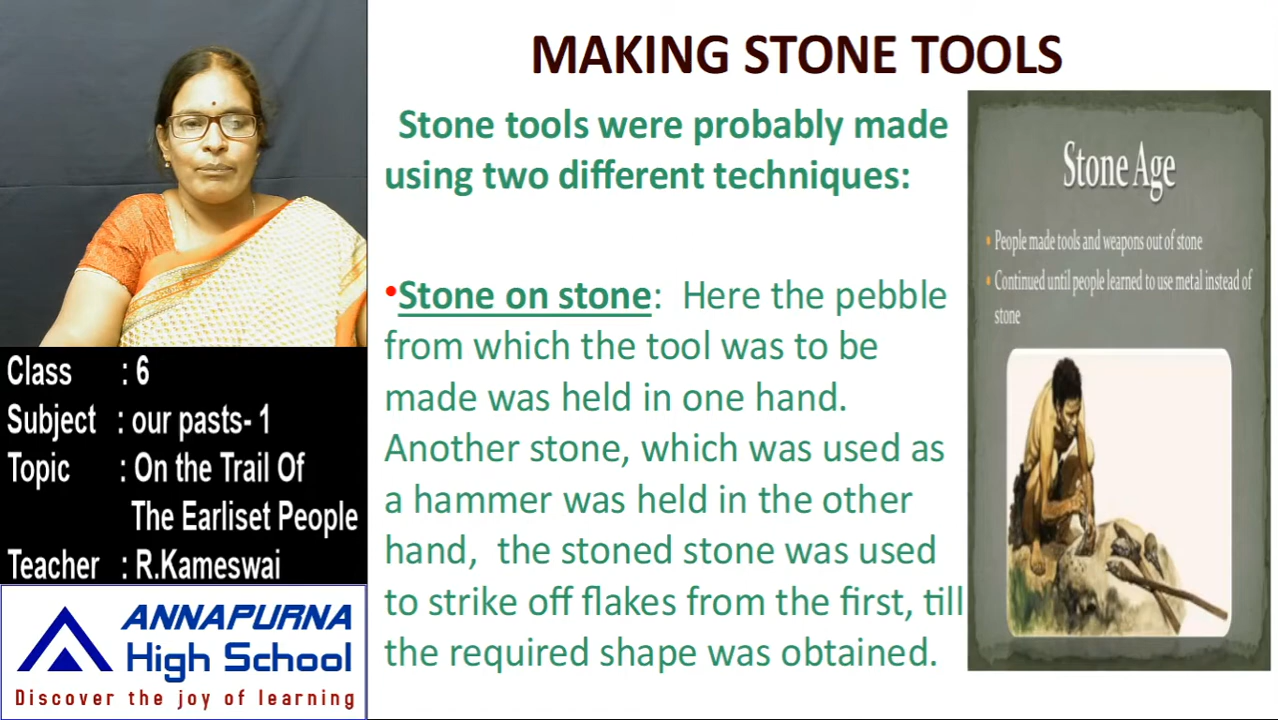 MAKING STONE TOOLS
Stone tools were probably made
using two different techniques:
•Stone on stone: Here the pebble
from which the tool was to be
made was held in one hand.
Another stone, which was used as
a hammer was held in the other
hand, the stoned stone was used
to strike off flakes from the first, till
the required shape was obtained.
Stone Age
• People made tools and weapons out of stone
• Continued until people learned to use metal instead of
stone
Class : 6
Subject : our pasts- 1
Topic : On the Trail Of
The Earliset People
Teacher : R.Kameswai
ANNAPURNA
High School
Discover the joy of learning